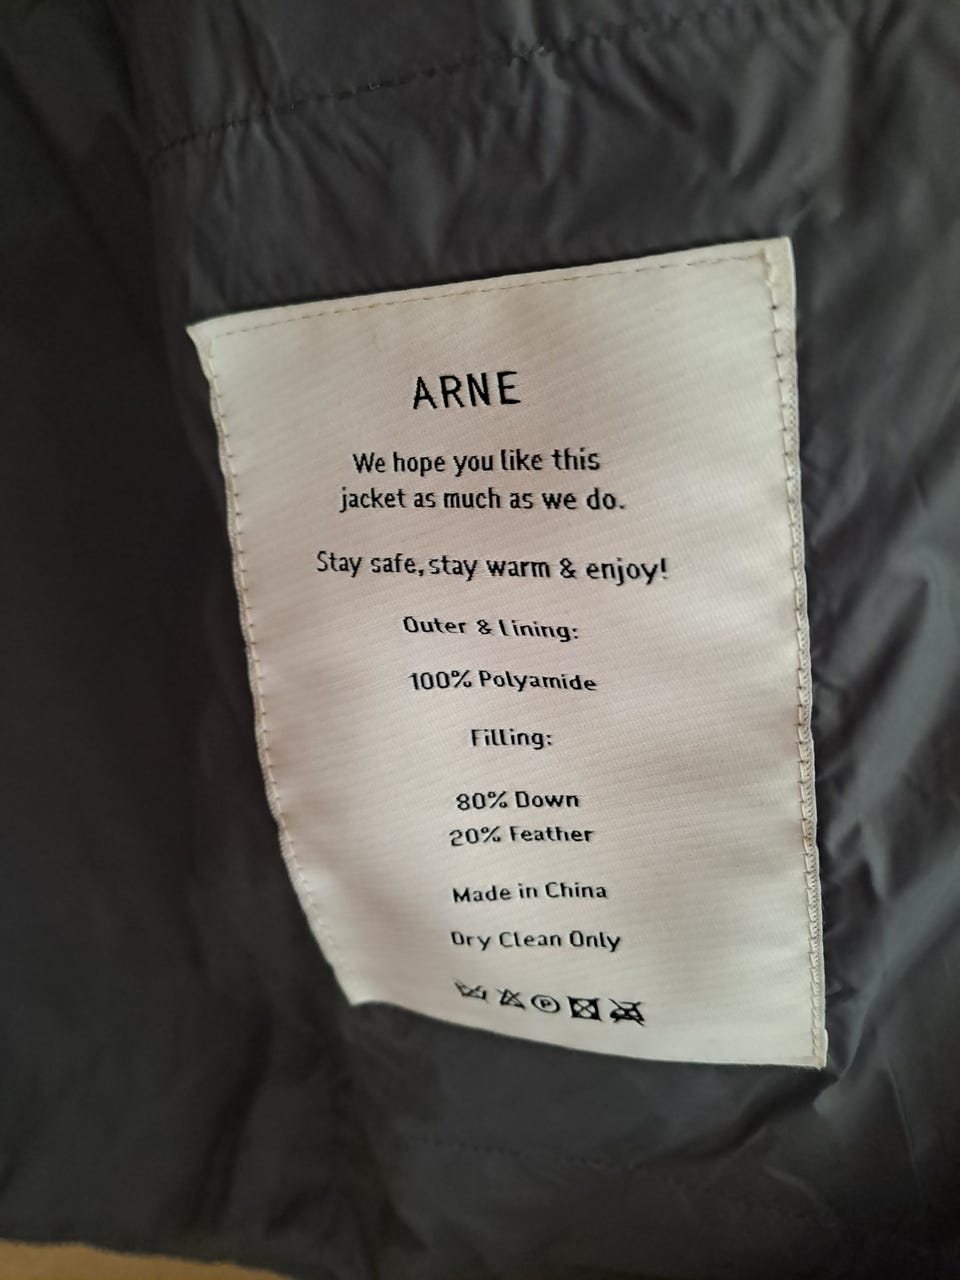 ARNE
We hope you like this
jacket as much as we do.
Stay safe, stay warm & enjoy!
Outer & Lining:
100% Polyamide
Filling:
80% Down
20% Feather
Made in China
Dry Clean Only
P